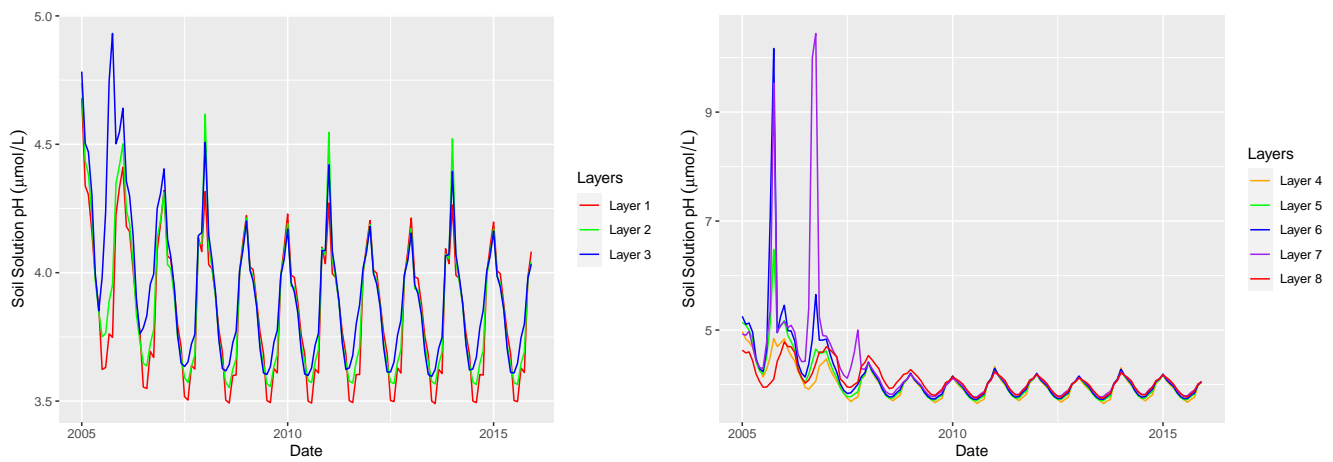 5.0
4.5
4.0
3.5
Soil Solution pH (μmol/L)
2005
2010
2015
Date
Layers
Layer 1
Layer 2
Layer 3
9
7
5
Soil Solution pH (μmol/L)
2005
2010
2015
Date
Layers
Layer 4
Layer 5
Layer 6
Layer 7
Layer 8